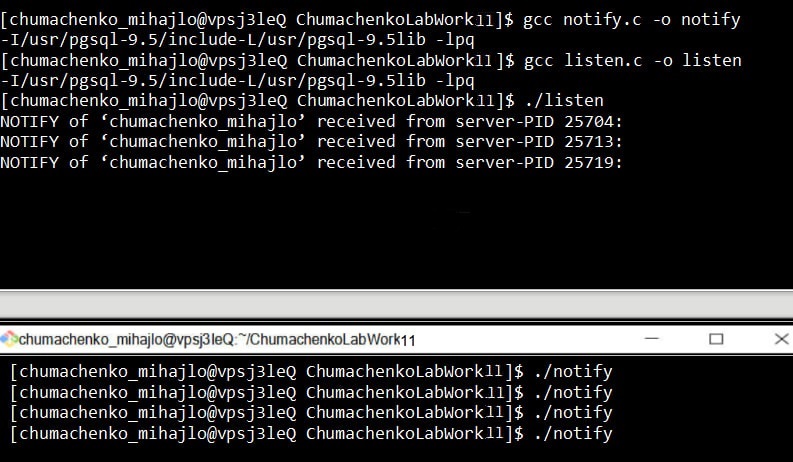 [chumachenko_mihajlo@vpsj3leQ ChumachenkoLabWork11]$ gcc notify.c -o notify
-I/usr/pgsql-9.5/include-L/usr/pgsql-9.5lib -lpq
[chumachenko_mihajlo@vpsj3leQ ChumachenkoLabWork11]$ gcc listen.c -o listen
-I/usr/pgsql-9.5/include-L/usr/pgsql-9.5lib -lpq
[chumachenko_mihajlo@vpsj3leQ ChumachenkoLabWork11]$ ./listen
NOTIFY of ‘chumachenko_mihajlo’ received from server-PID 25704:
NOTIFY of ‘chumachenko_mihajlo’ received from server-PID 25713:
NOTIFY of ‘chumachenko_mihajlo’ received from server-PID 25719:
chumachenko_mihajlo@vpsj3leQ:~/ChumachenkoLabWork11
[chumachenko_mihajlo@vpsj3leQ ChumachenkoLabWork11]$ ./notify
[chumachenko_mihajlo@vpsj3leQ ChumachenkoLabWork11]$ ./notify
[chumachenko_mihajlo@vpsj3leQ ChumachenkoLabWork11]$ ./notify
[chumachenko_mihajlo@vpsj3leQ ChumachenkoLabWork11]$ ./notify